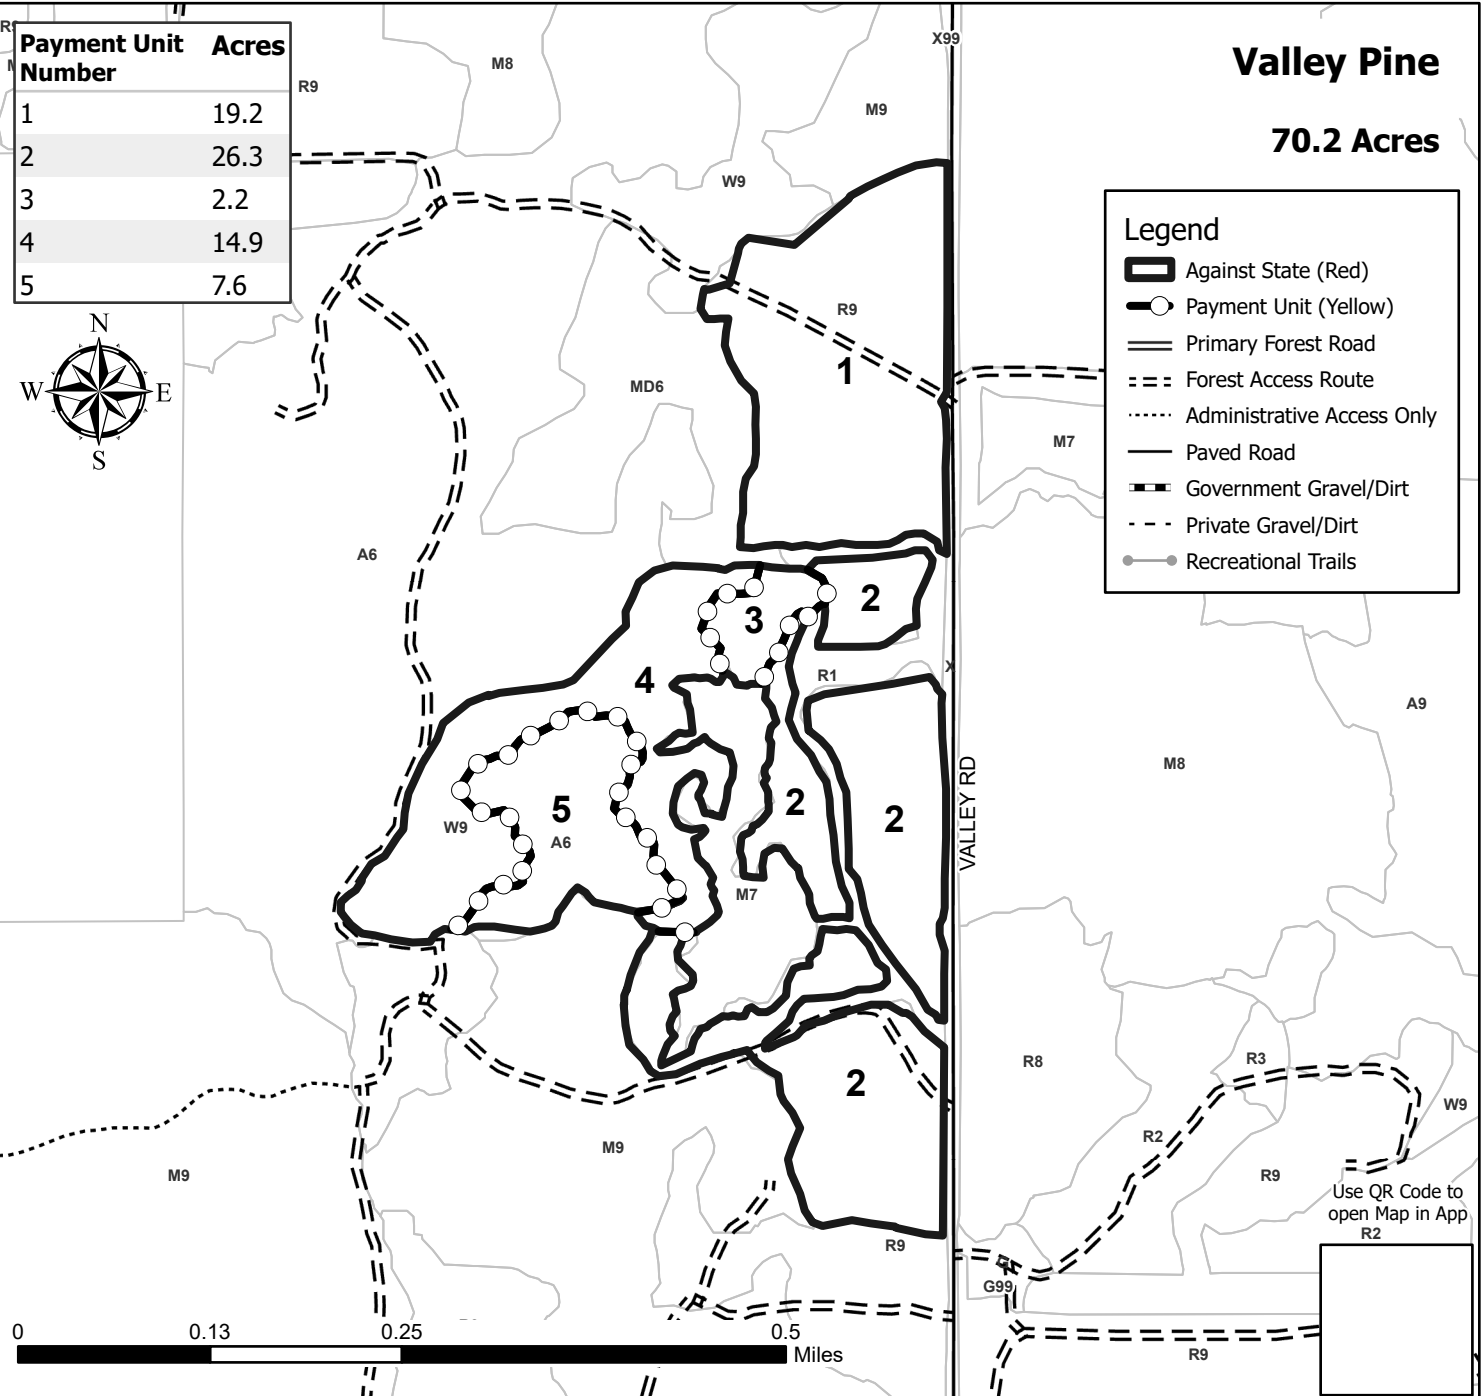 Valley Pine
70.2 Acres
Payment Unit Number Acres
1 19.2
2 26.3
3 2.2
4 14.9
5 7.6
N
W E
S
Legend
Against State (Red)
Payment Unit (Yellow)
Primary Forest Road
Forest Access Route
Administrative Access Only
Paved Road
Government Gravel/Dirt
Private Gravel/Dirt
Recreational Trails
X99
M8
R9
M9
W9
R9
1
MD6
M7
A6
2
3
R1
4
X
A9
M8
VALLEY RD
2
2
5
W9
A6
M7
R8
R3
2
W9
R2
M9
M9
R9
Use QR Code to
open Map in App
R2
R9
G
G99
R9
0 0.13 0.25 0.5
Miles